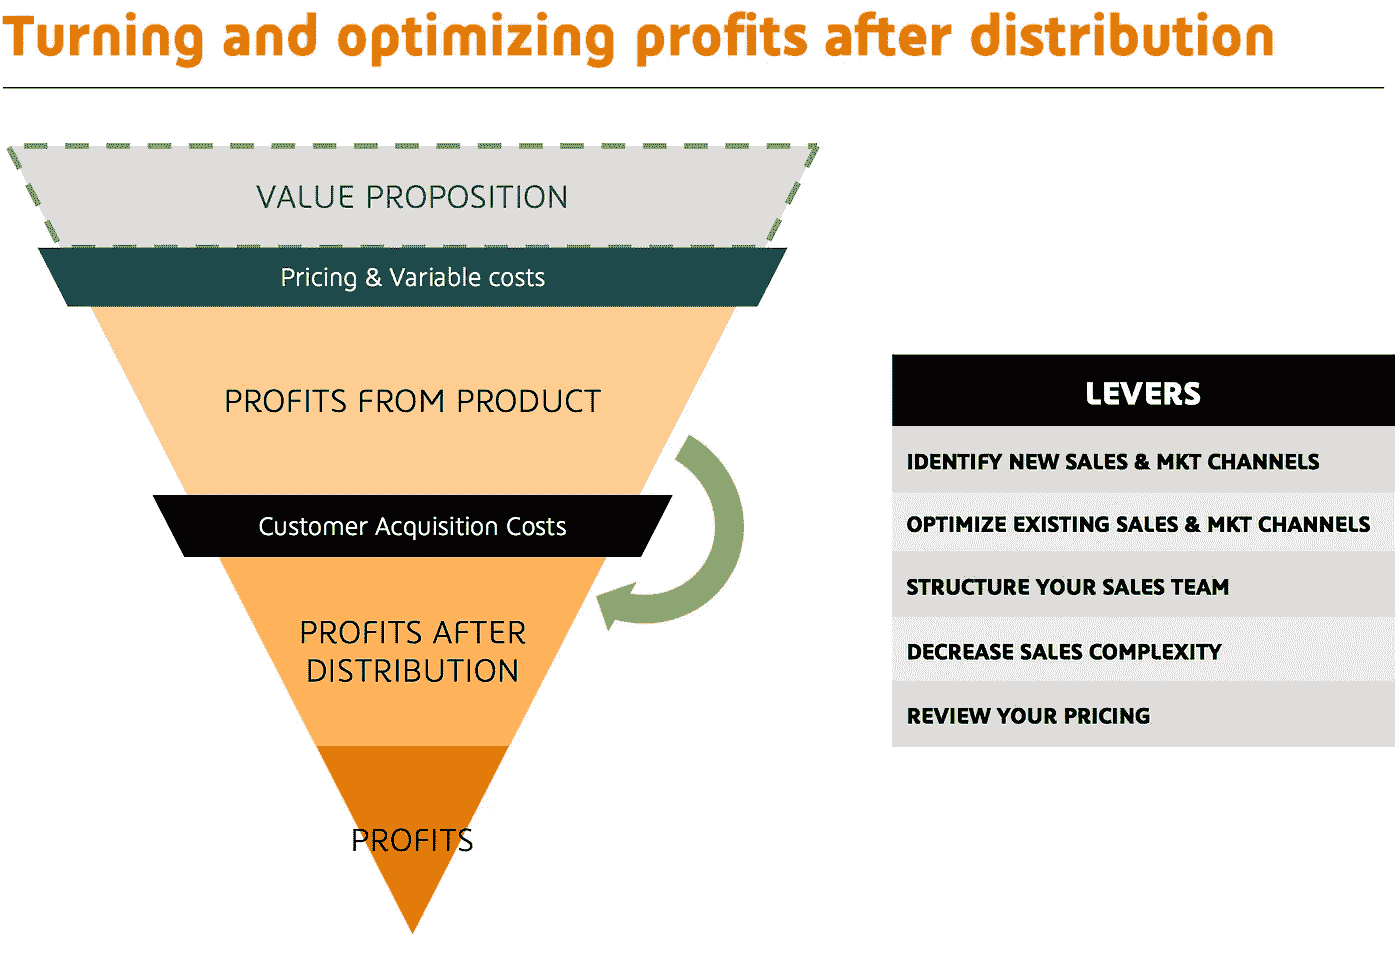 Turning and optimizing profits after distribution
VALUE PROPOSITION
Pricing & Variable costs
PROFITS FROM PRODUCT
Customer Acquisition Costs
PROFITS AFTER
DISTRIBUTION
PROFITS
LEVERS
IDENTIFY NEW SALES & MKT CHANNELS
OPTIMIZE EXISTING SALES & MKT CHANNELS
STRUCTURE YOUR SALES TEAM
DECREASE SALES COMPLEXITY
REVIEW YOUR PRICING